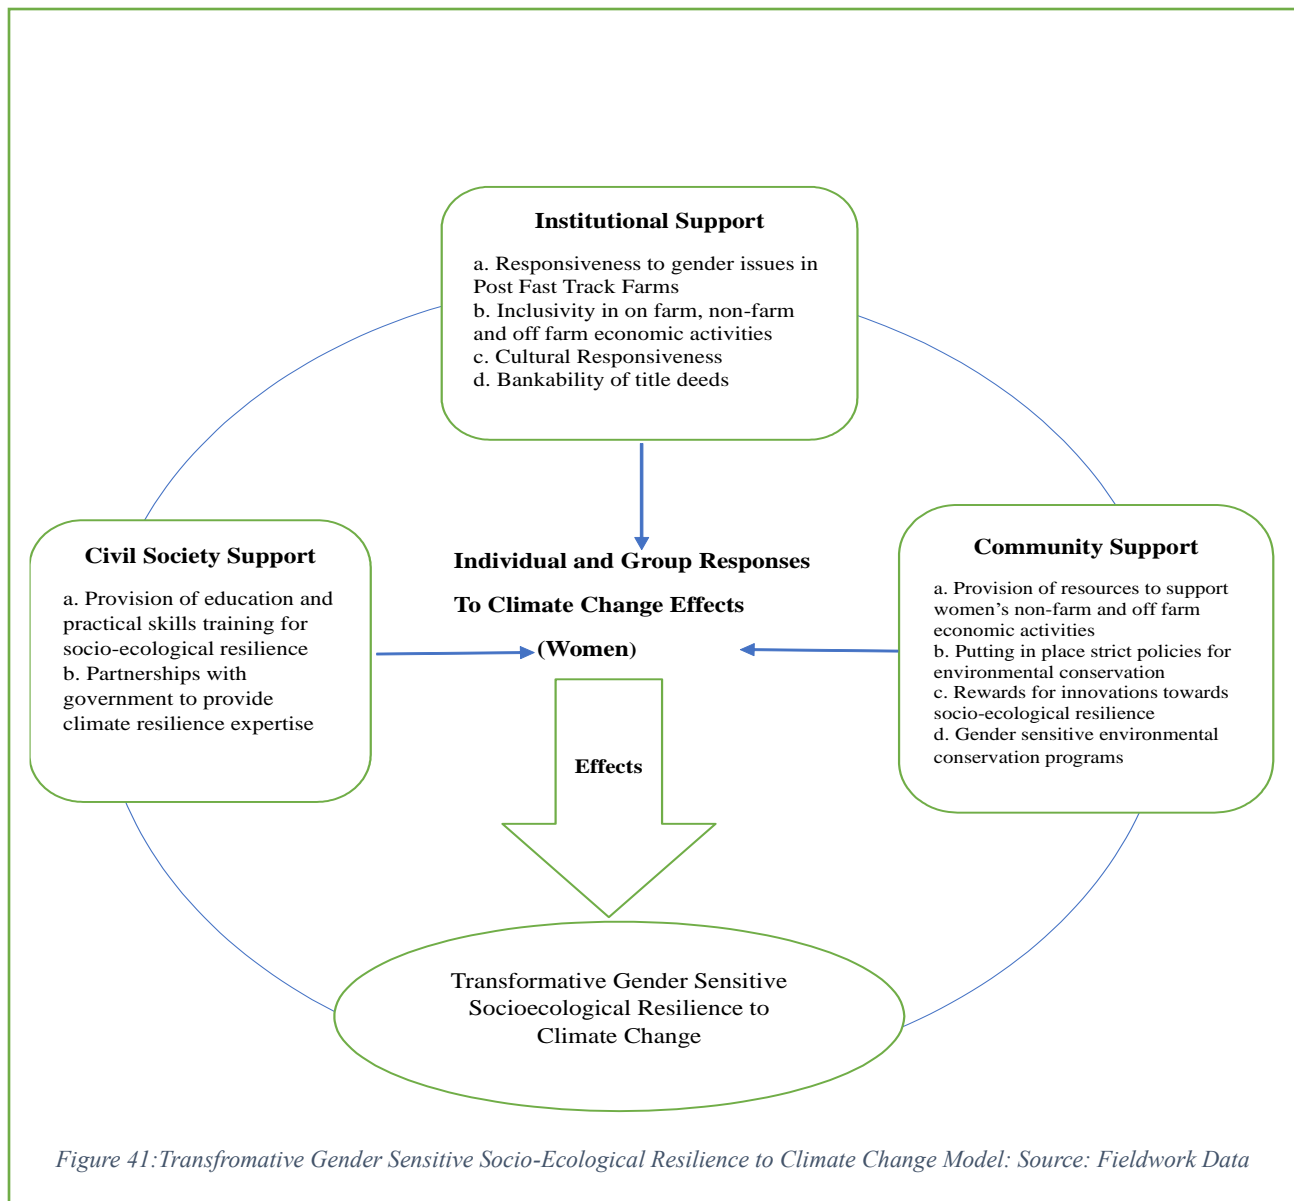 Institutional Support
a. Responsiveness to gender issues in
Post Fast Track Farms
b. Inclusivity in on farm, non-farm
and off farm economic activities
c. Cultural Responsiveness
d. Bankability of title deeds
Civil Society Support
a. Provision of education and
practical skills training for
socio-ecological resilience
b. Partnerships with
government to provide
climate resilience expertise
Individual and Group Responses
To Climate Change Effects
(Women)
Community Support
a. Provision of resources to support
women’s non-farm and off farm
economic activities
b. Putting in place strict policies for
environmental conservation
c. Rewards for innovations towards
socio-ecological resilience
d. Gender sensitive environmental
conservation programs
Effects
Transformative Gender Sensitive
Socioecological Resilience to
Climate Change
Figure 41:Transfromative Gender Sensitive Socio-Ecological Resilience to Climate Change Model: Source: Fieldwork Data